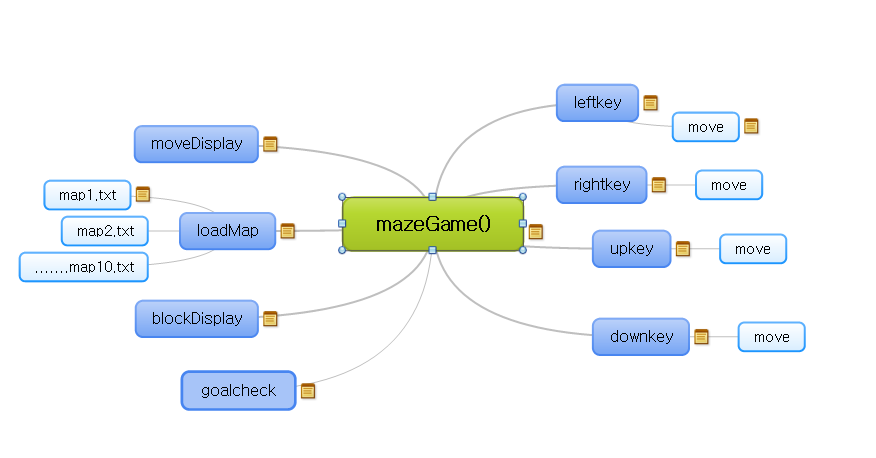 leftkey
move
moveDisplay
rightkey
move
map1.txt
mazeGame()
map2.txt
loadMap
upkey
move
.......map10.txt
blockDisplay
downkey
move
goalcheck